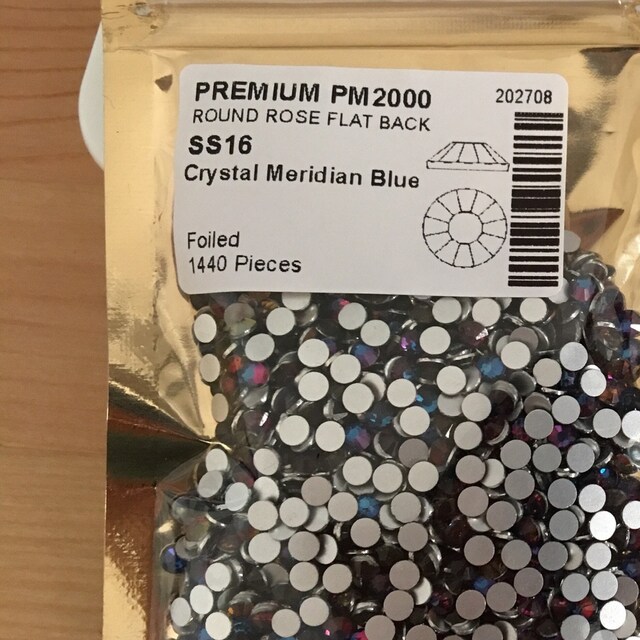 PREMIUM PM2000
202708
ROUND ROSE FLAT BACK
SS16
Crystal Meridian Blue
Foiled
1440 Pieces